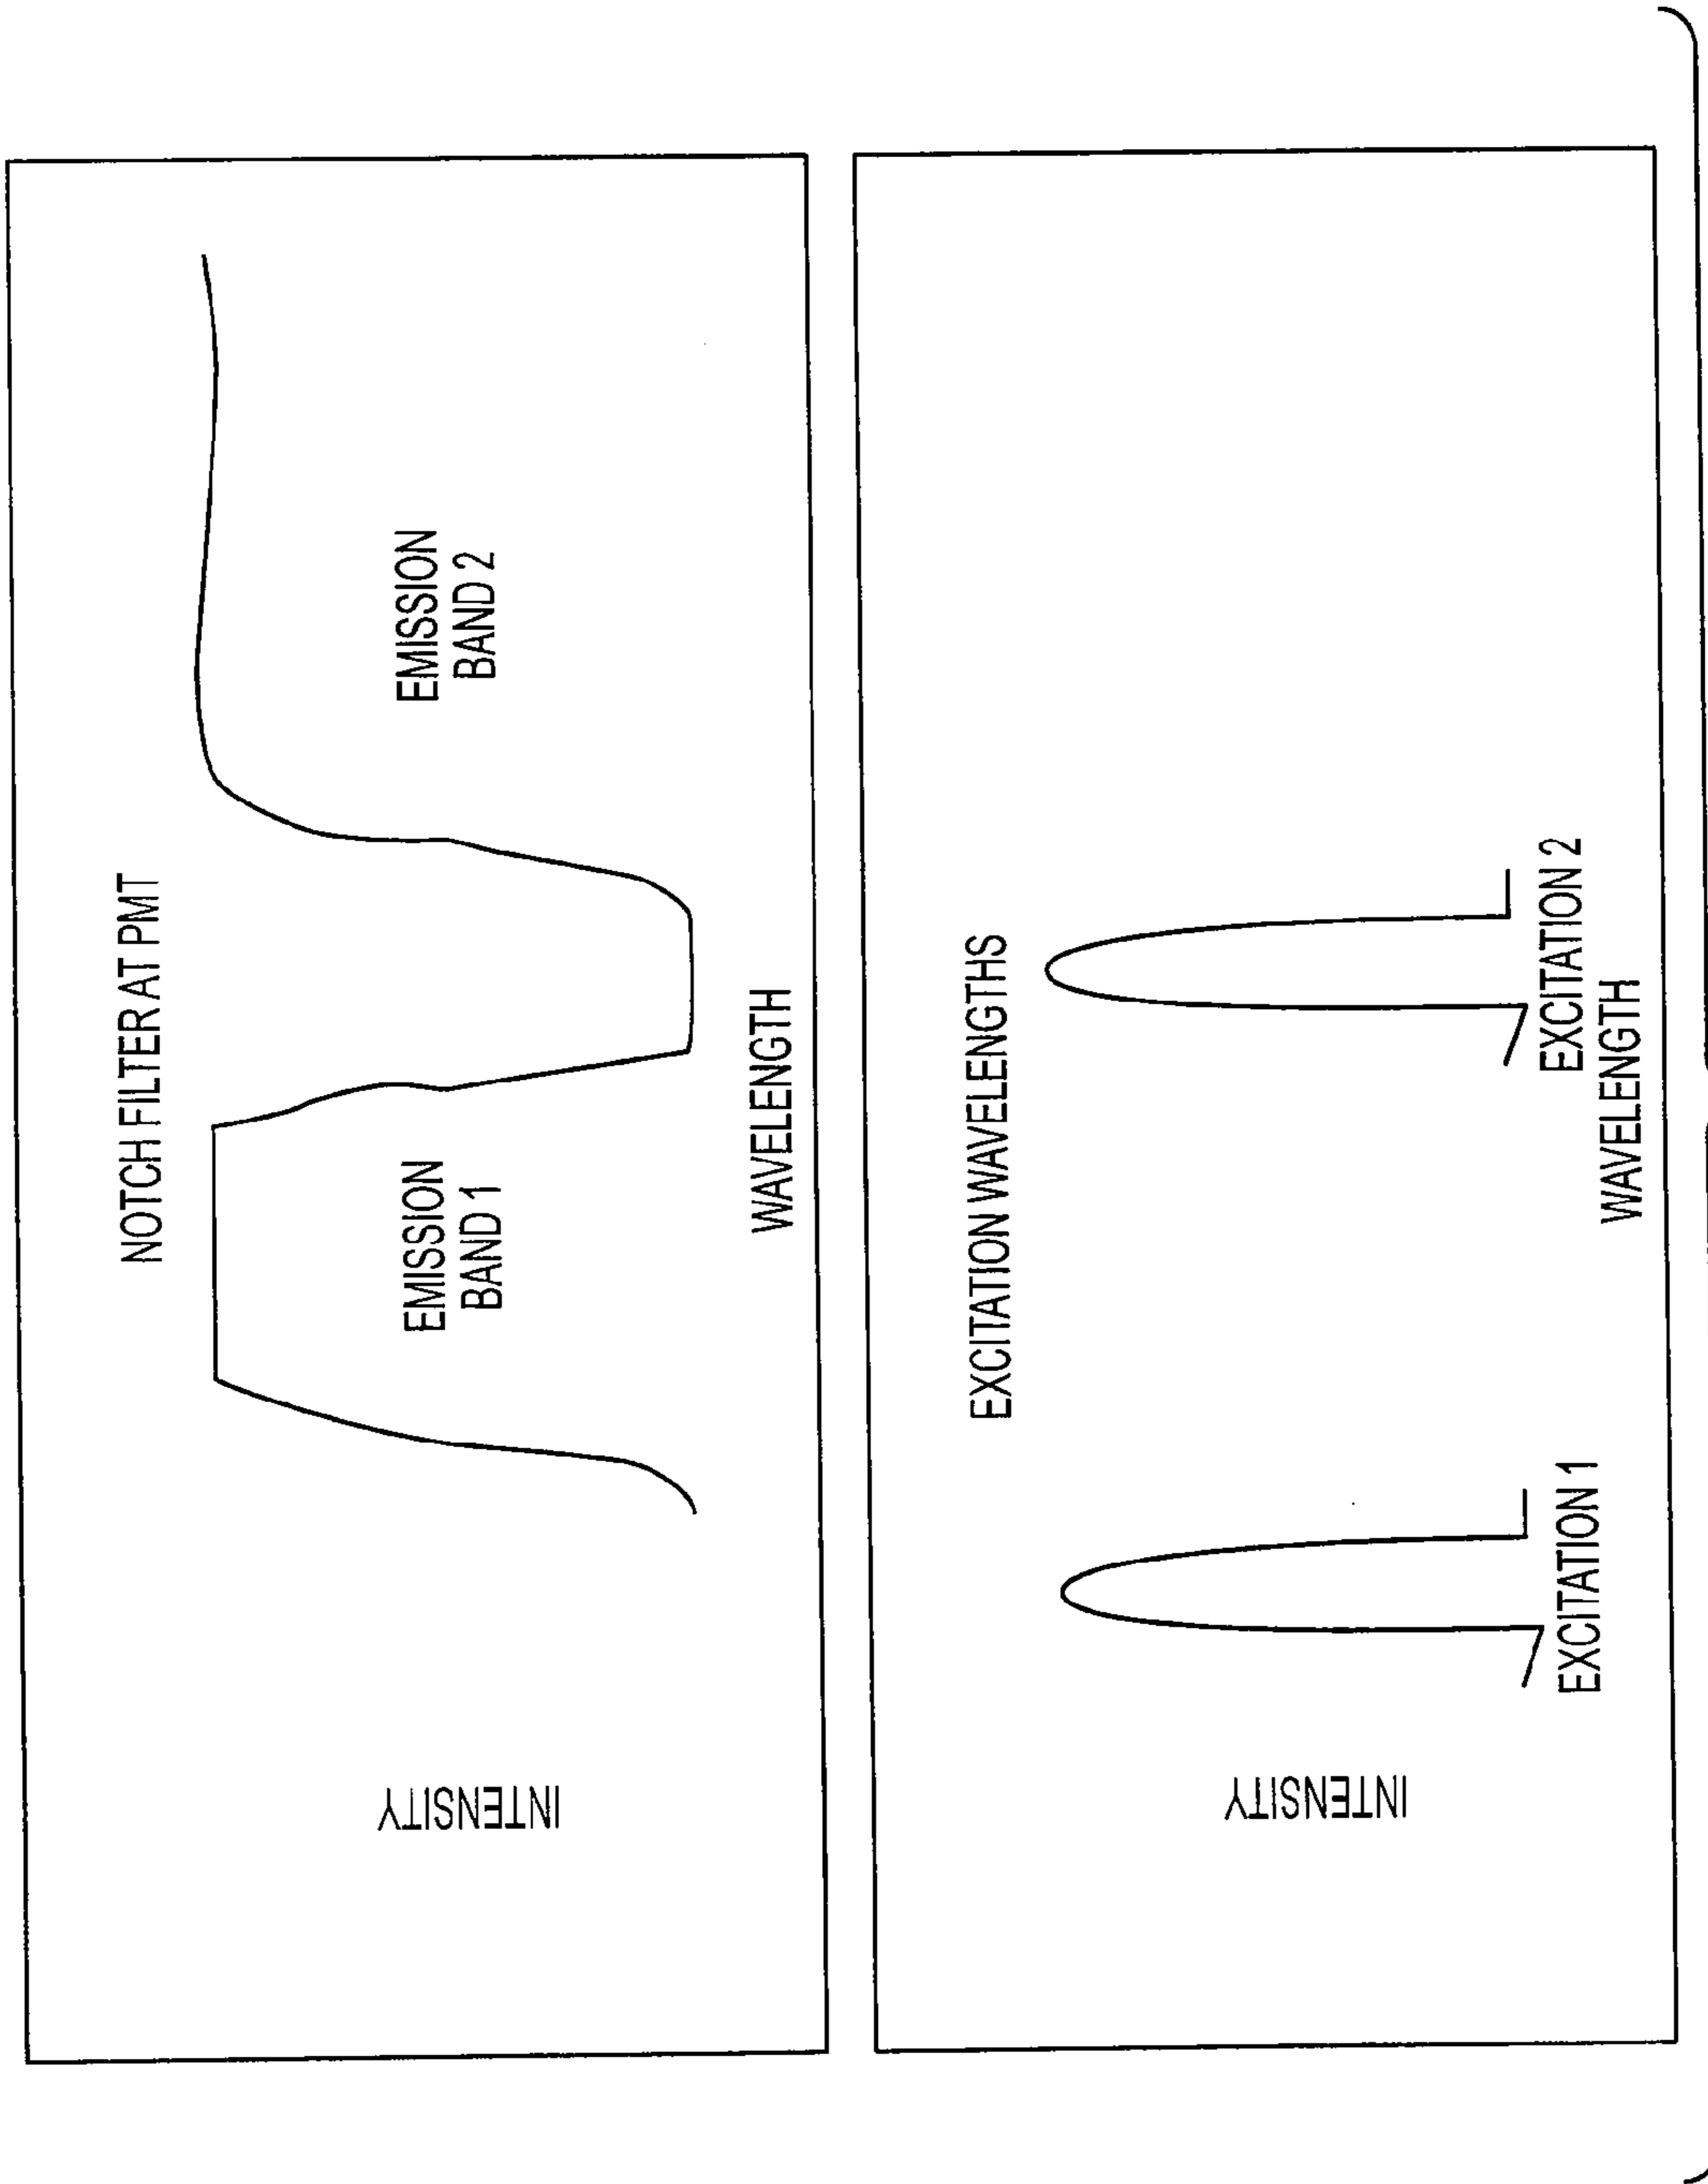 NOTCH FILTER AT PMT
INTENSITY
EMISSION
BAND 1
EMISSION
BAND 2
WAVELENGTH
EXCITATION WAVELENGTHS
INTENSITY
EXCITATION 1
EXCITATION 2
WAVELENGTH